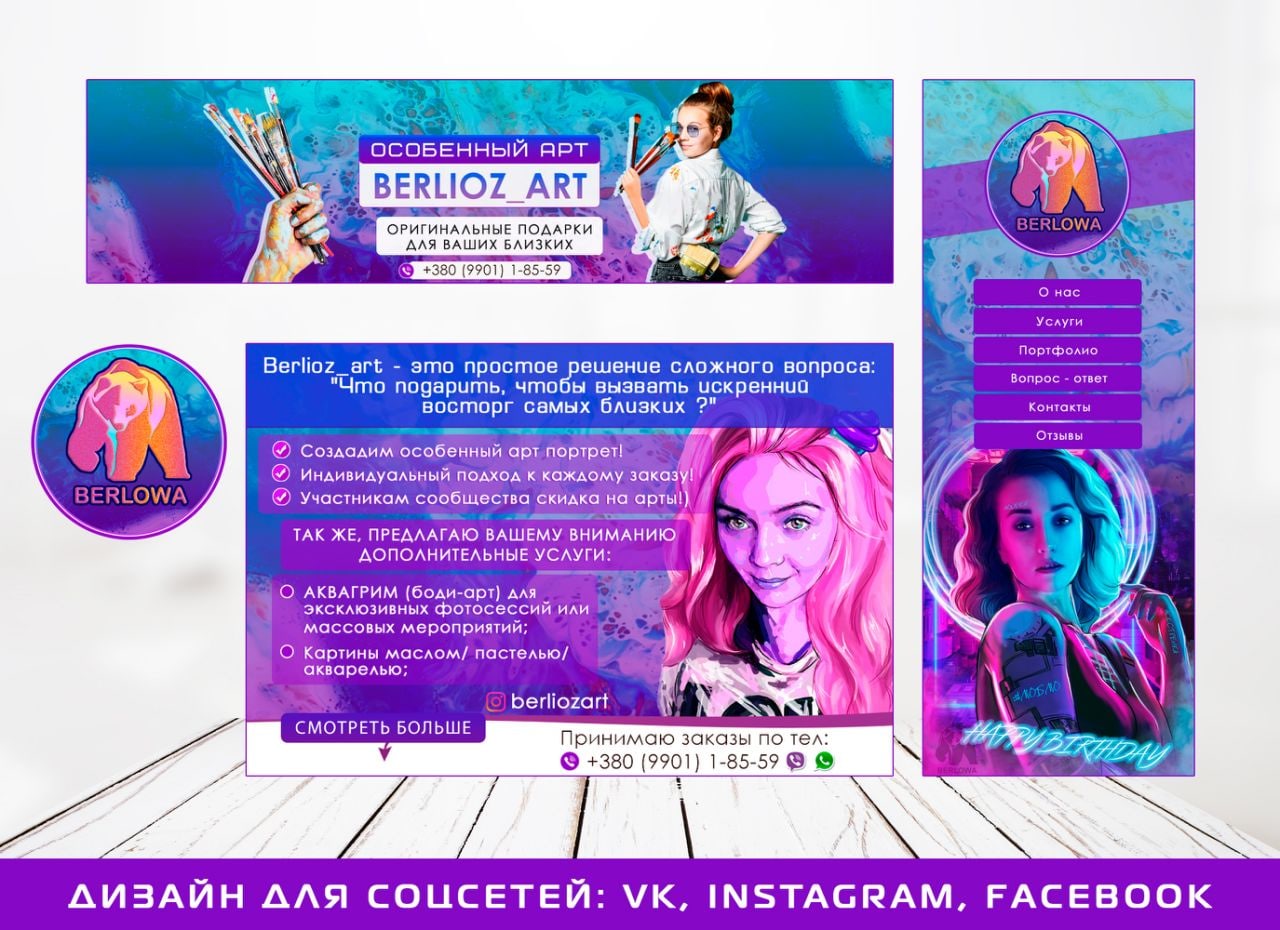 ОСОБЕННЫЙ АРТ
BERLIOZ_ART
ОРИГИНАЛЬНЫЕ ПОДАРКИ
ДЛЯ ВАШИХ БЛИЗКИХ
+380 (9901) 1-85-59
BERLOWA
О нас
Услуги
Портфолио
Вопрос - ответ
Контакты
Отзывы
#ЛЮБЛЮ
HAPPY BIRTHDAY
BERLOWA
BERLOWA
Berlioz_art - это простое решение сложного вопроса:
"Что подарить, чтобы вызвать искренний
восторг самых близких ?"
Создадим особенный арт портрет!
Индивидуальный подход к каждому заказу!
Участникам сообщества скидка на арты!)
ТАК ЖЕ, ПРЕДЛАГАЮ ВАШЕМУ ВНИМАНИЮ
ДОПОЛНИТЕЛЬНЫЕ УСЛУГИ:
АКВАГРИМ (боди-арт) для
эксклюзивных фотосессий или
массовых мероприятий;
Картины маслом/ пастелью/
акварелью;
berliozart
СМОТРЕТЬ БОЛЬШЕ
Принимаю заказы по тел:
+380 (9901) 1-85-59
ДИЗАЙН ДЛЯ СОЦСЕТЕЙ: VK, INSTAGRAM, FACEBOOK